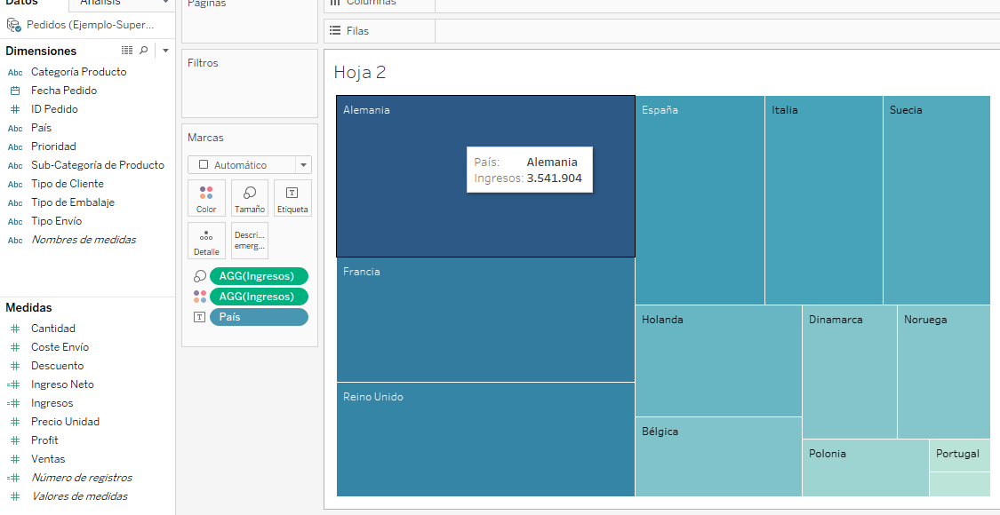 Datos
Análisis
Páginas
Columnas
Pedidos (Ejemplo-Super...
Filas
Dimensiones
Abc Categoría Producto
Fecha Pedido
# ID Pedido
Abc País
Abc Prioridad
Abc Sub-Categoría de Producto
Abc Tipo de Cliente
Abc Tipo de Embalaje
Abc Tipo Envío
Abc Nombres de medidas
Medidas
# Cantidad
# Coste Envío
# Descuento
=# Ingreso Neto
=# Ingresos
# Precio Unidad
# Profit
# Ventas
=# Número de registros
# Valores de medidas
Filtros
Marcas
Automático
Color
Tamaño
T
Etiqueta
Detalle
Descri...
emerg...
AGG(Ingresos)
AGG(Ingresos)
T País
Hoja 2
Alemania
España
Italia
Suecia
País: Alemania
Ingresos: 3.541.904
Francia
Reino Unido
Holanda
Dinamarca
Noruega
Bélgica
Polonia
Portugal